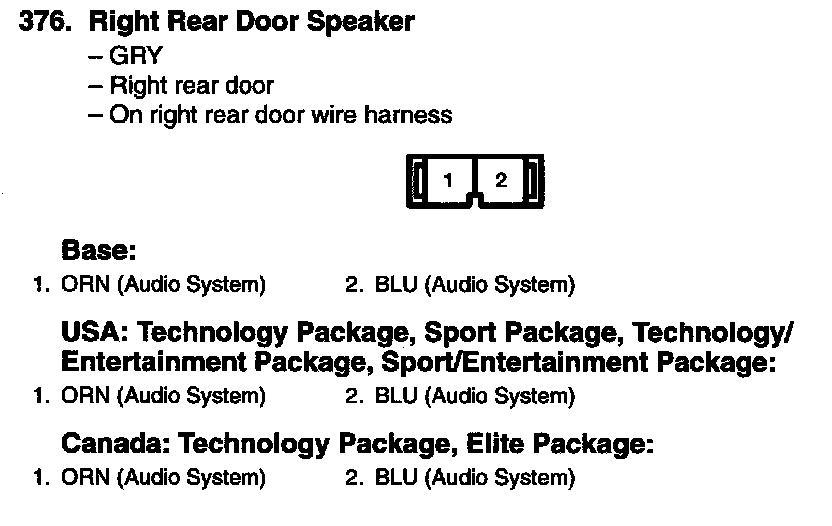 376. Right Rear Door Speaker
– GRY
– Right rear door
– On right rear door wire harness
1 2
Base:
1. ORN (Audio System) 2. BLU (Audio System)
USA: Technology Package, Sport Package, Technology/
Entertainment Package, Sport/Entertainment Package:
1. ORN (Audio System) 2. BLU (Audio System)
Canada: Technology Package, Elite Package:
1. ORN (Audio System) 2. BLU (Audio System)